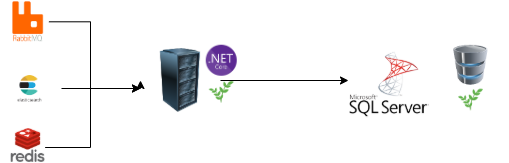 RabbitMQ
elasticsearch
redis
.NET
Core
Microsoft
SQL Server